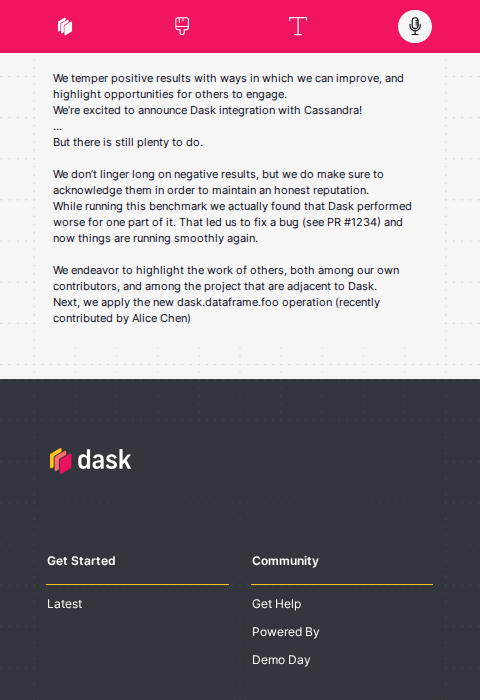 We temper positive results with ways in which we can improve, and
highlight opportunities for others to engage.
We’re excited to announce Dask integration with Cassandra!
...
But there is still plenty to do.
We don’t linger long on negative results, but we do make sure to
acknowledge them in order to maintain an honest reputation.
While running this benchmark we actually found that Dask performed
worse for one part of it. That led us to fix a bug (see PR #1234) and
now things are running smoothly again.
We endeavor to highlight the work of others, both among our own
contributors, and among the project that are adjacent to Dask.
Next, we apply the new dask.dataframe.foo operation (recently
contributed by Alice Chen)
dask
Get Started
Latest
Community
Get Help
Powered By
Demo Day